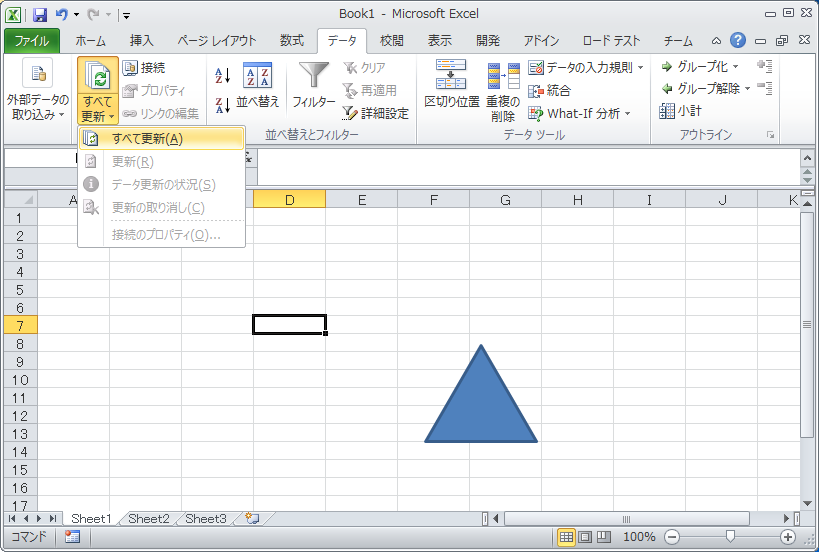 Book1 - Microsoft Excel
ファイル ホーム 挿入 ページ レイアウト 数式 データ 校閲 表示 開発 アドイン ロード テスト チーム
外部データの
取り込み
すべて
更新
接続
プロパティ
リンクの編集
並べ替え
フィルター
クリア
再適用
詳細設定
並べ替えとフィルター
区切り位置
重複の
削除
データの入力規則
統合
What-If 分析
データ ツール
グループ化
グループ解除
小計
アウトライン
すべて更新(A)
更新(R)
データ更新の状況(S)
更新の取り消し(C)
接続のプロパティ(O)...
fx
A D E F G H I J K
1
2
3
4
5
6
7
8
9
10
11
12
13
14
15
16
17
Sheet1 Sheet2 Sheet3
コマンド 100%